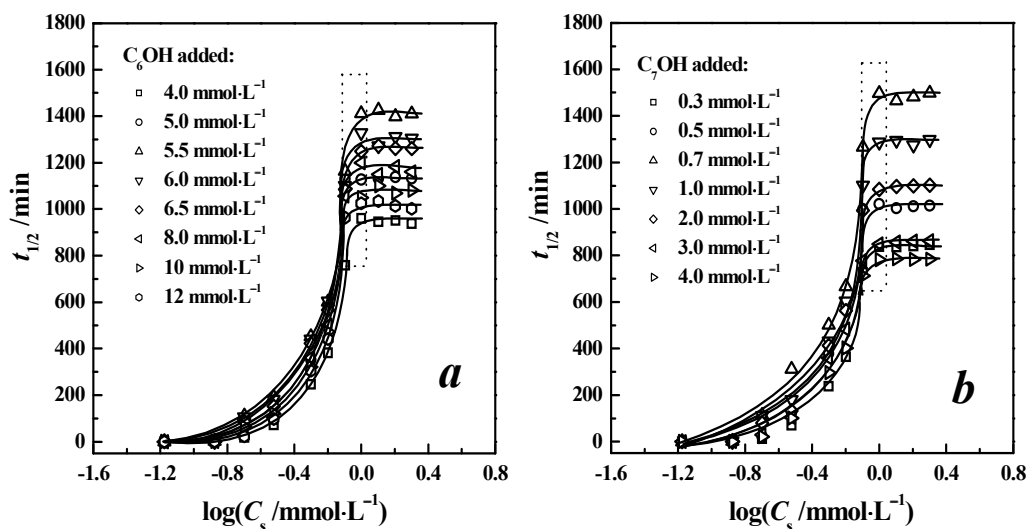 1800
1600
1400
1200
1000
800
600
400
200
0
t1/2 /min
C6OH added:
4.0 mmol·L−1
5.0 mmol·L−1
5.5 mmol·L−1
6.0 mmol·L−1
6.5 mmol·L−1
8.0 mmol·L−1
10 mmol·L−1
12 mmol·L−1
a
-1.6 -1.2 -0.8 -0.4 0.0 0.4 0.8
log(Cs /mmol·L−1)
1800
1600
1400
1200
1000
800
600
400
200
0
t1/2 /min
C7OH added:
0.3 mmol·L−1
0.5 mmol·L−1
0.7 mmol·L−1
1.0 mmol·L−1
2.0 mmol·L−1
3.0 mmol·L−1
4.0 mmol·L−1
b
-1.6 -1.2 -0.8 -0.4 0.0 0.4 0.8
log(Cs /mmol·L−1)